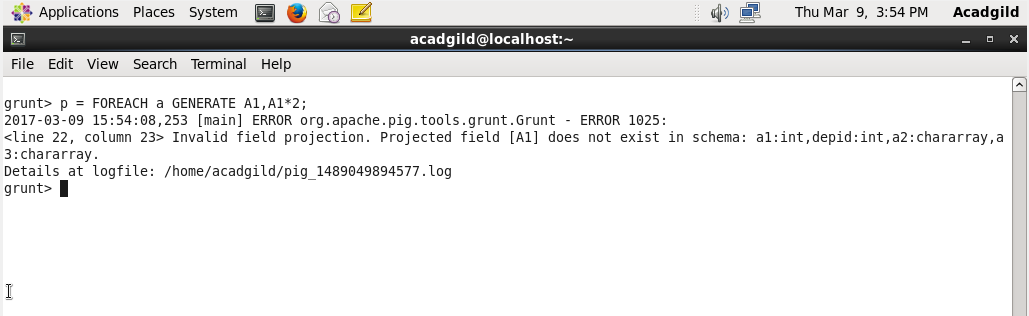 Applications Places System Thu Mar 9, 3:54 PM Acadgild
acadgild@localhost:~
File Edit View Search Terminal Help
grunt> p = FOREACH a GENERATE A1,A1*2;
2017-03-09 15:54:08,253 [main] ERROR org.apache.pig.tools.grunt.Grunt - ERROR 1025:
<line 22, column 23> Invalid field projection. Projected field [A1] does not exist in schema: a1:int,depid:int,a2:chararray,a
3:chararray.
Details at logfile: /home/acadgild/pig_1489049894577.log
grunt>